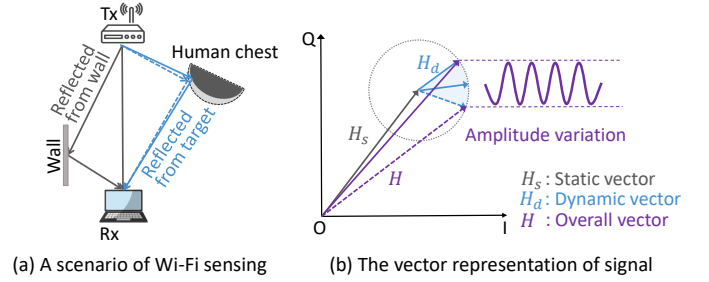 Tx
Human chest
Reflected
from wall
Reflected
from target
Wall
Rx
(a) A scenario of Wi-Fi sensing
Q
H_d
H_s
H
Amplitude variation
H_s : Static vector
H_d : Dynamic vector
H : Overall vector
O
I
(b) The vector representation of signal